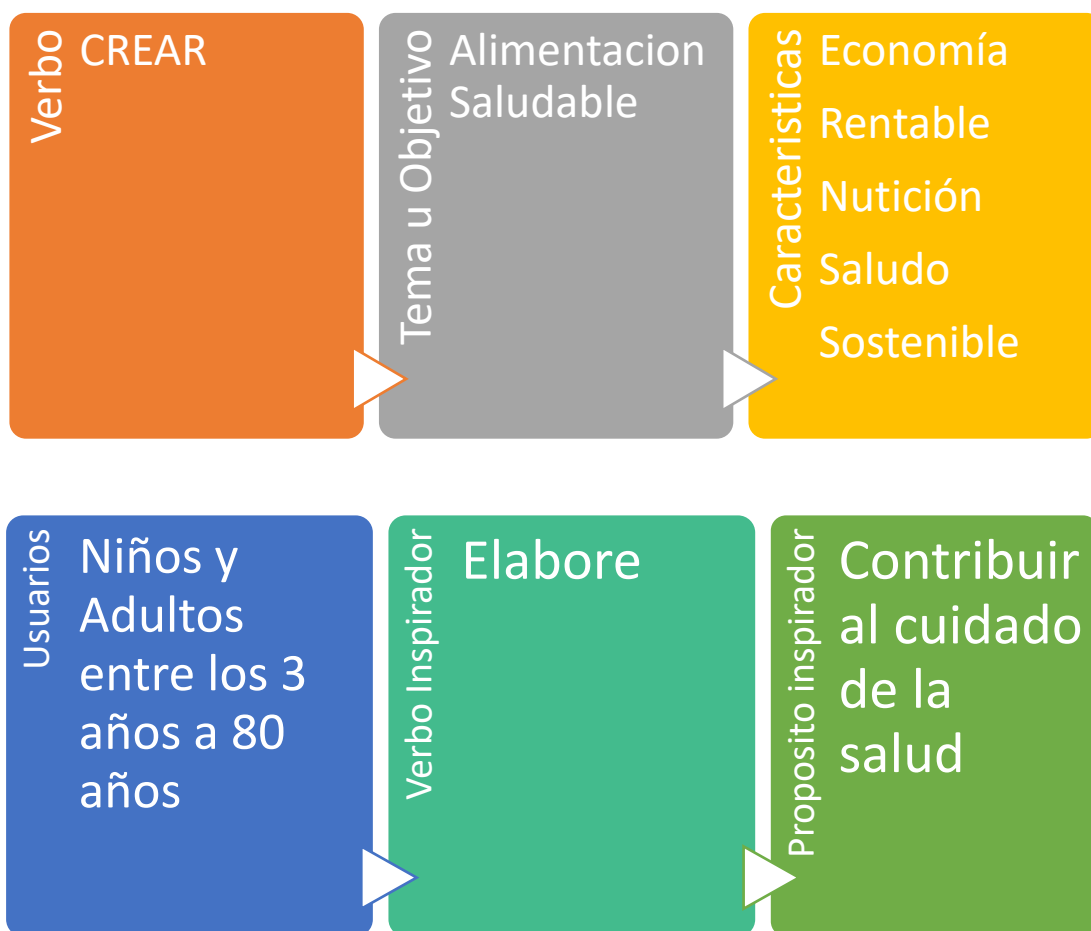 Verbo
CREAR
Tema u Objetivo
Alimentacion
Saludable
Caracteristicas
Economía
Rentable
Nutición
Saludo
Sostenible
Usuarios
Niños y
Adultos
entre los 3
años a 80
años
Verbo Inspirador
Elabore
Proposito inspirador
Contribuir
al cuidado
de la
salud